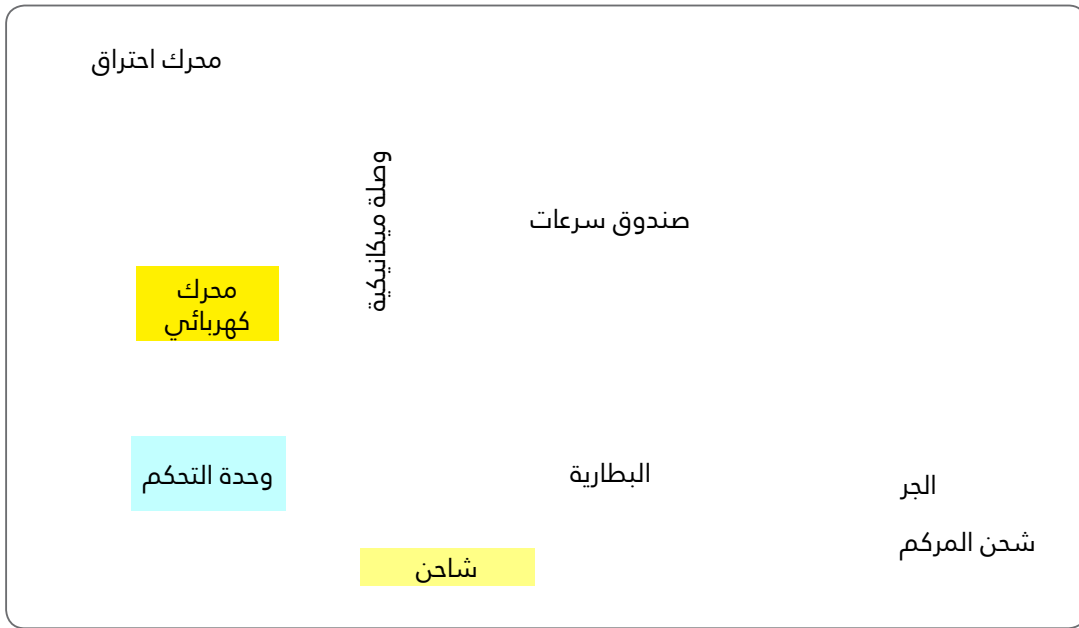 محرك احتراق
وصلة ميكانيكية
صندوق سرعات
محرك
كهربائي
وحدة التحكم
البطارية
الجر
شحن المركم
شاحن